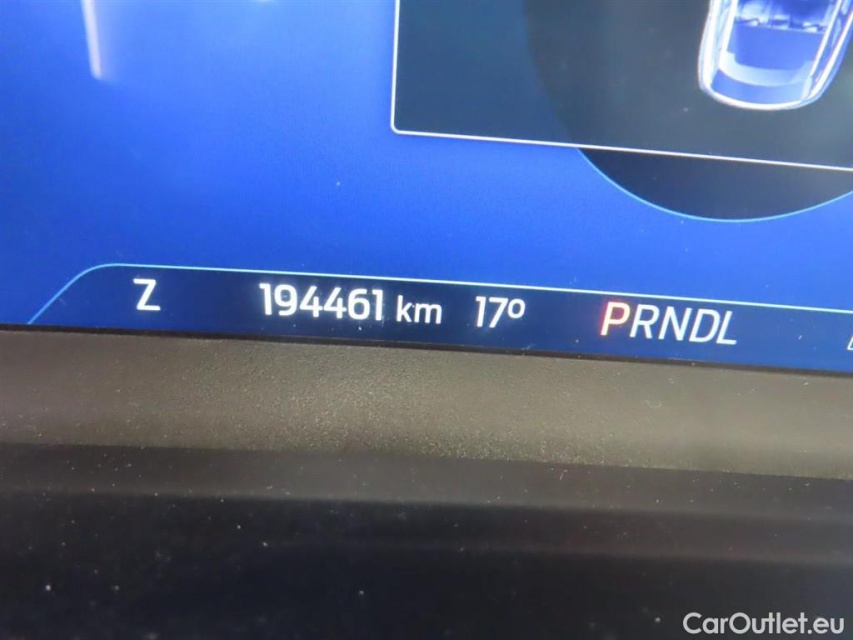 Z 194461 km 17° PRNDL
CarOutlet.eu